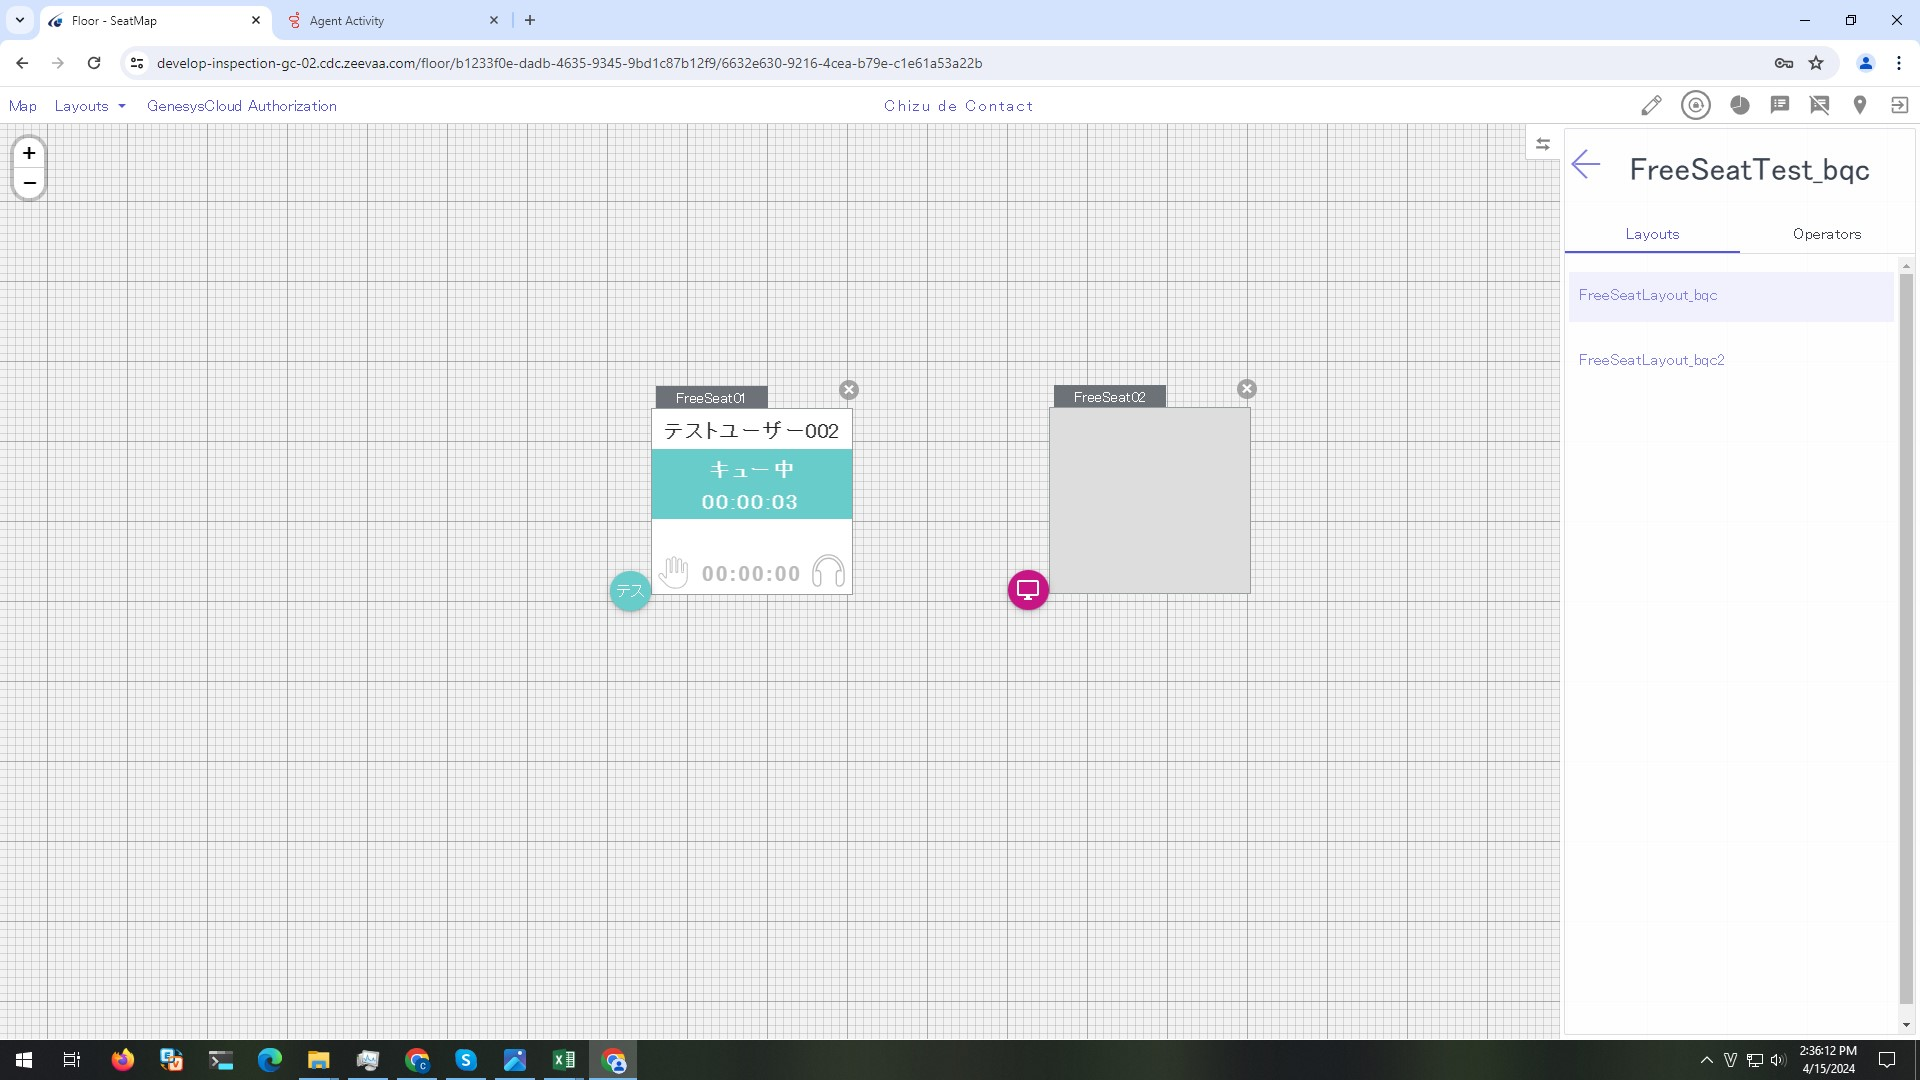 Floor - SeatMap
Agent Activity
develop-inspection-gc-02.cdc.zeevaa.com/floor/b1233f0e-dadb-4635-9345-9bd1c87b12f9/6632e630-9216-4cea-b79e-c1e61a53a22b
Map Layouts GenesysCloud Authorization Chizu de Contact
+
−
FreeSeatTest_bqc
Layouts Operators
FreeSeatLayout_bqc
FreeSeatLayout_bqc2
FreeSeat01
テストユーザー002
キュー中
00:00:03
00:00:00
テス
FreeSeat02
2:36:12 PM
4/15/2024